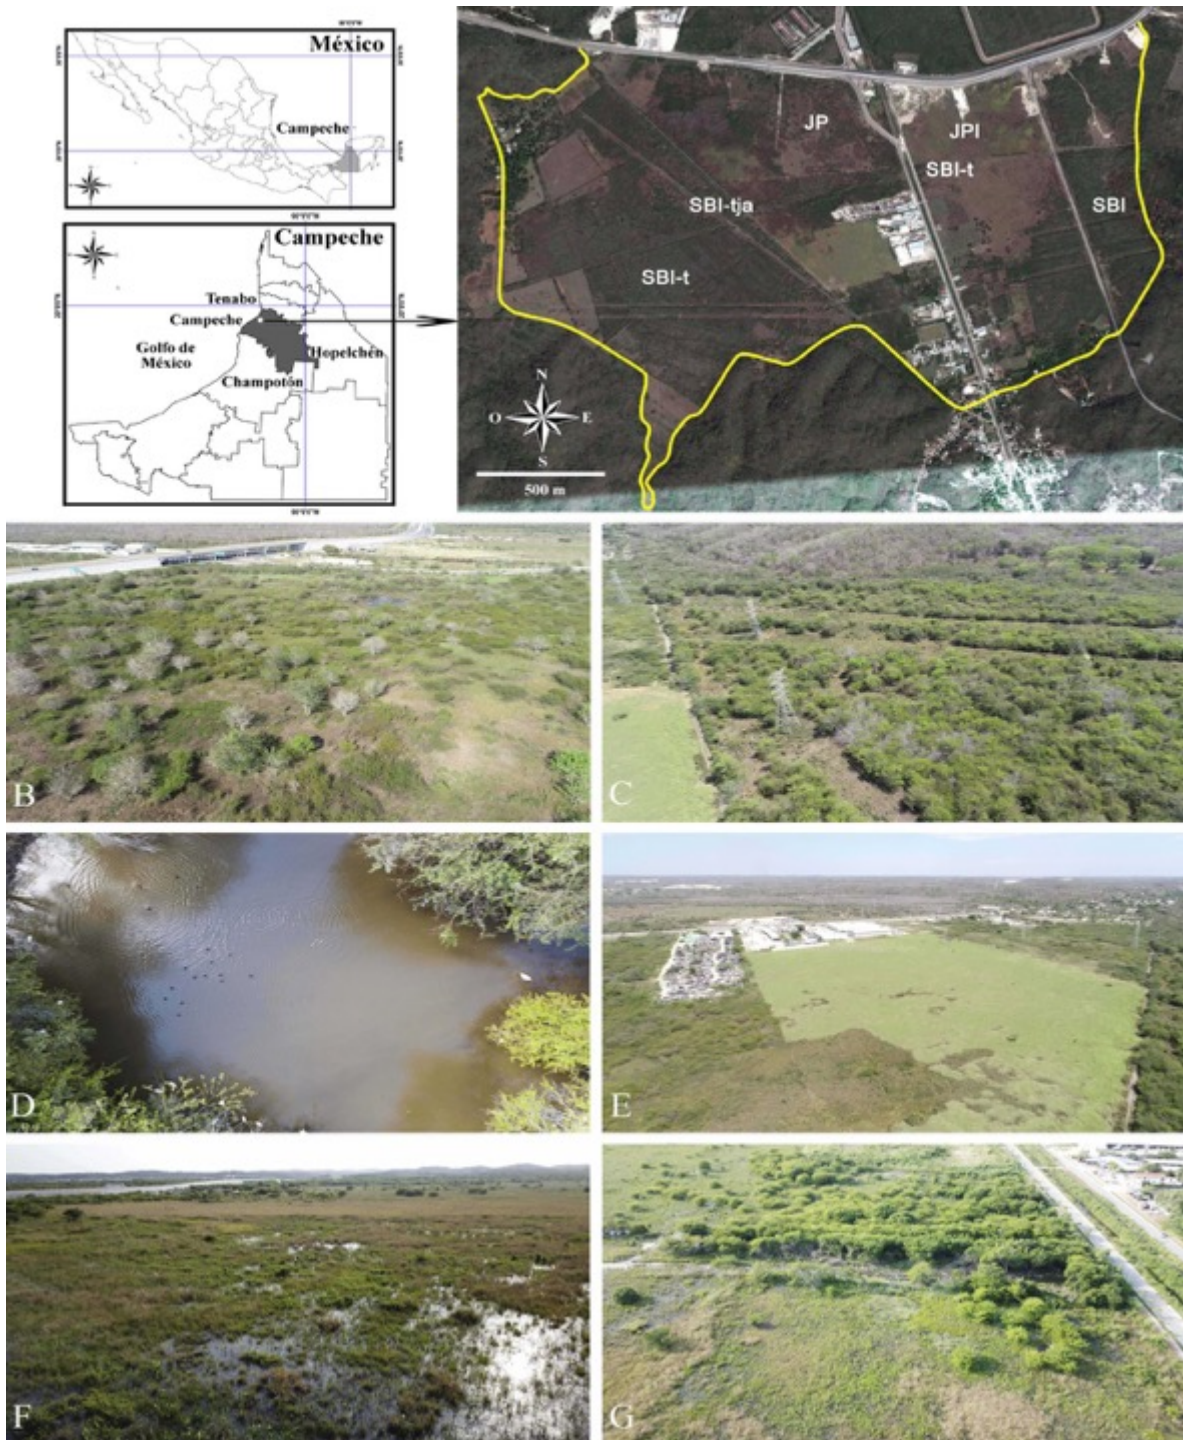 México
Campeche
Campeche
Tenabo
Campeche
Golfo de
México
Hopelchén
Champotón
JP
JPI
SBI-t
SBI-tja
SBI
SBI-t
N
O
E
S
500 m
B
C
D
E
F
G